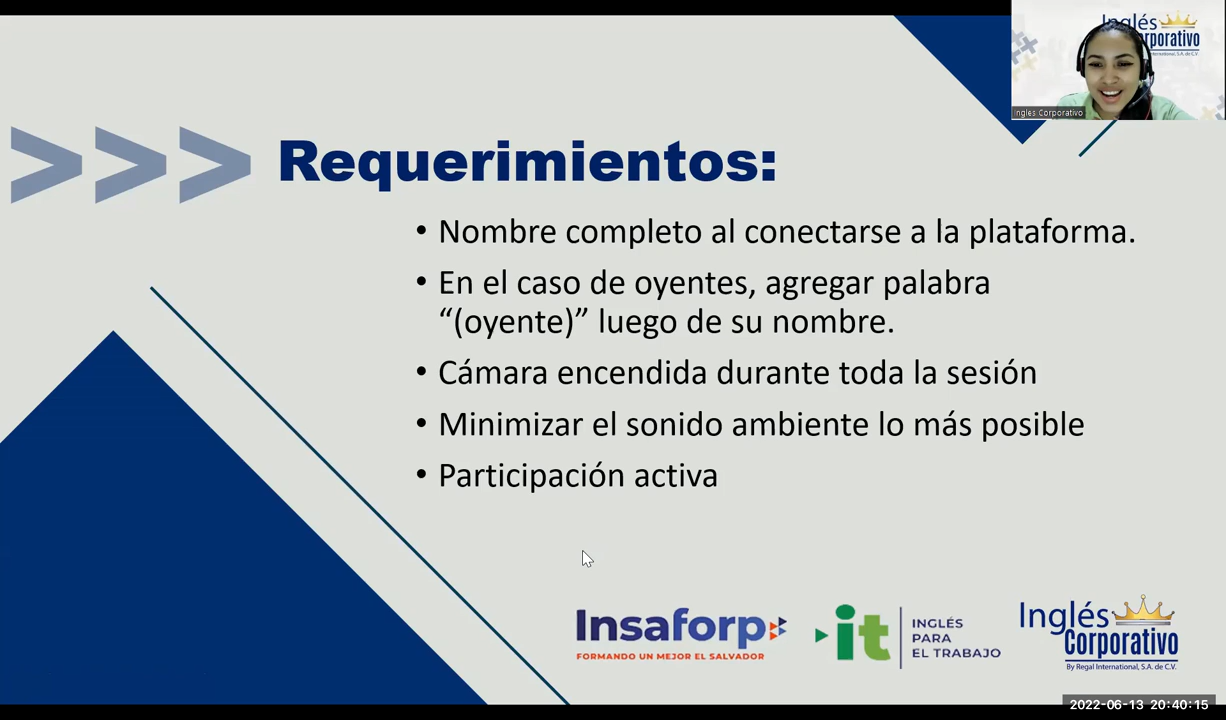 Inglés
Corporativo
Ingles Corporativo
>>> Requerimientos:
• Nombre completo al conectarse a la plataforma.
• En el caso de oyentes, agregar palabra
“(oyente)” luego de su nombre.
• Cámara encendida durante toda la sesión
• Minimizar el sonido ambiente lo más posible
• Participación activa
Insaforp
FORMANDO UN MEJOR EL SALVADOR
it
INGLÉS
PARA
EL TRABAJO
Inglés
Corporativo
By Regal International, S.A. de C.V.
2022-06-13 20:40:15